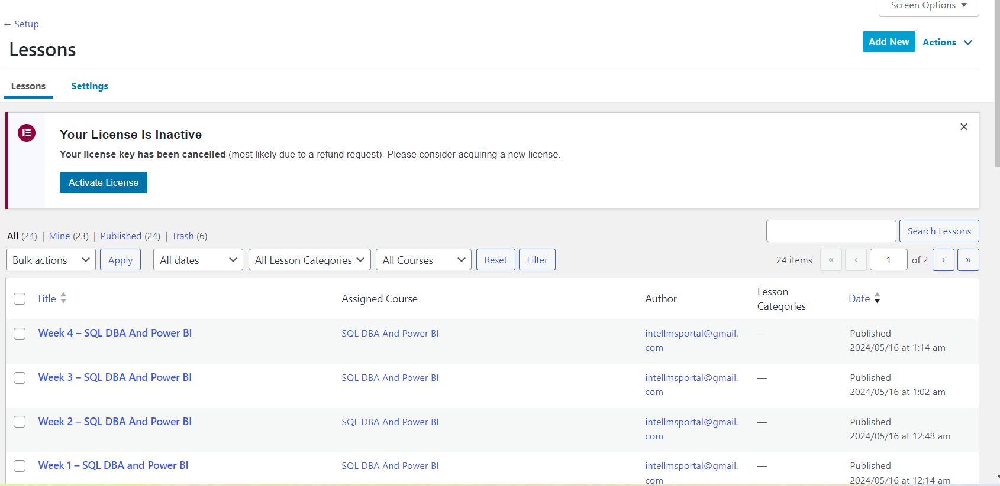 Screen Options ▼
← Setup
Lessons
Add New
Actions
Lessons
Settings
Your License Is Inactive
Your license key has been cancelled (most likely due to a refund request). Please consider acquiring a new license.
Activate License
All (24) | Mine (23) | Published (24) | Trash (6)
Search Lessons
Bulk actions
Apply
All dates
All Lesson Categories
All Courses
Reset
Filter
24 items
«
‹
1
of 2
›
»
Title
Assigned Course
Author
Lesson
Categories
Date
Week 4 – SQL DBA And Power BI
SQL DBA And Power BI
intellmsportal@gmail.
com
—
Published
2024/05/16 at 1:14 am
Week 3 – SQL DBA And Power BI
SQL DBA And Power BI
intellmsportal@gmail.
com
—
Published
2024/05/16 at 1:02 am
Week 2 – SQL DBA And Power BI
SQL DBA And Power BI
intellmsportal@gmail.
com
—
Published
2024/05/16 at 12:48 am
Week 1 – SQL DBA and Power BI
SQL DBA And Power BI
intellmsportal@gmail.
com
—
Published
2024/05/16 at 12:14 am